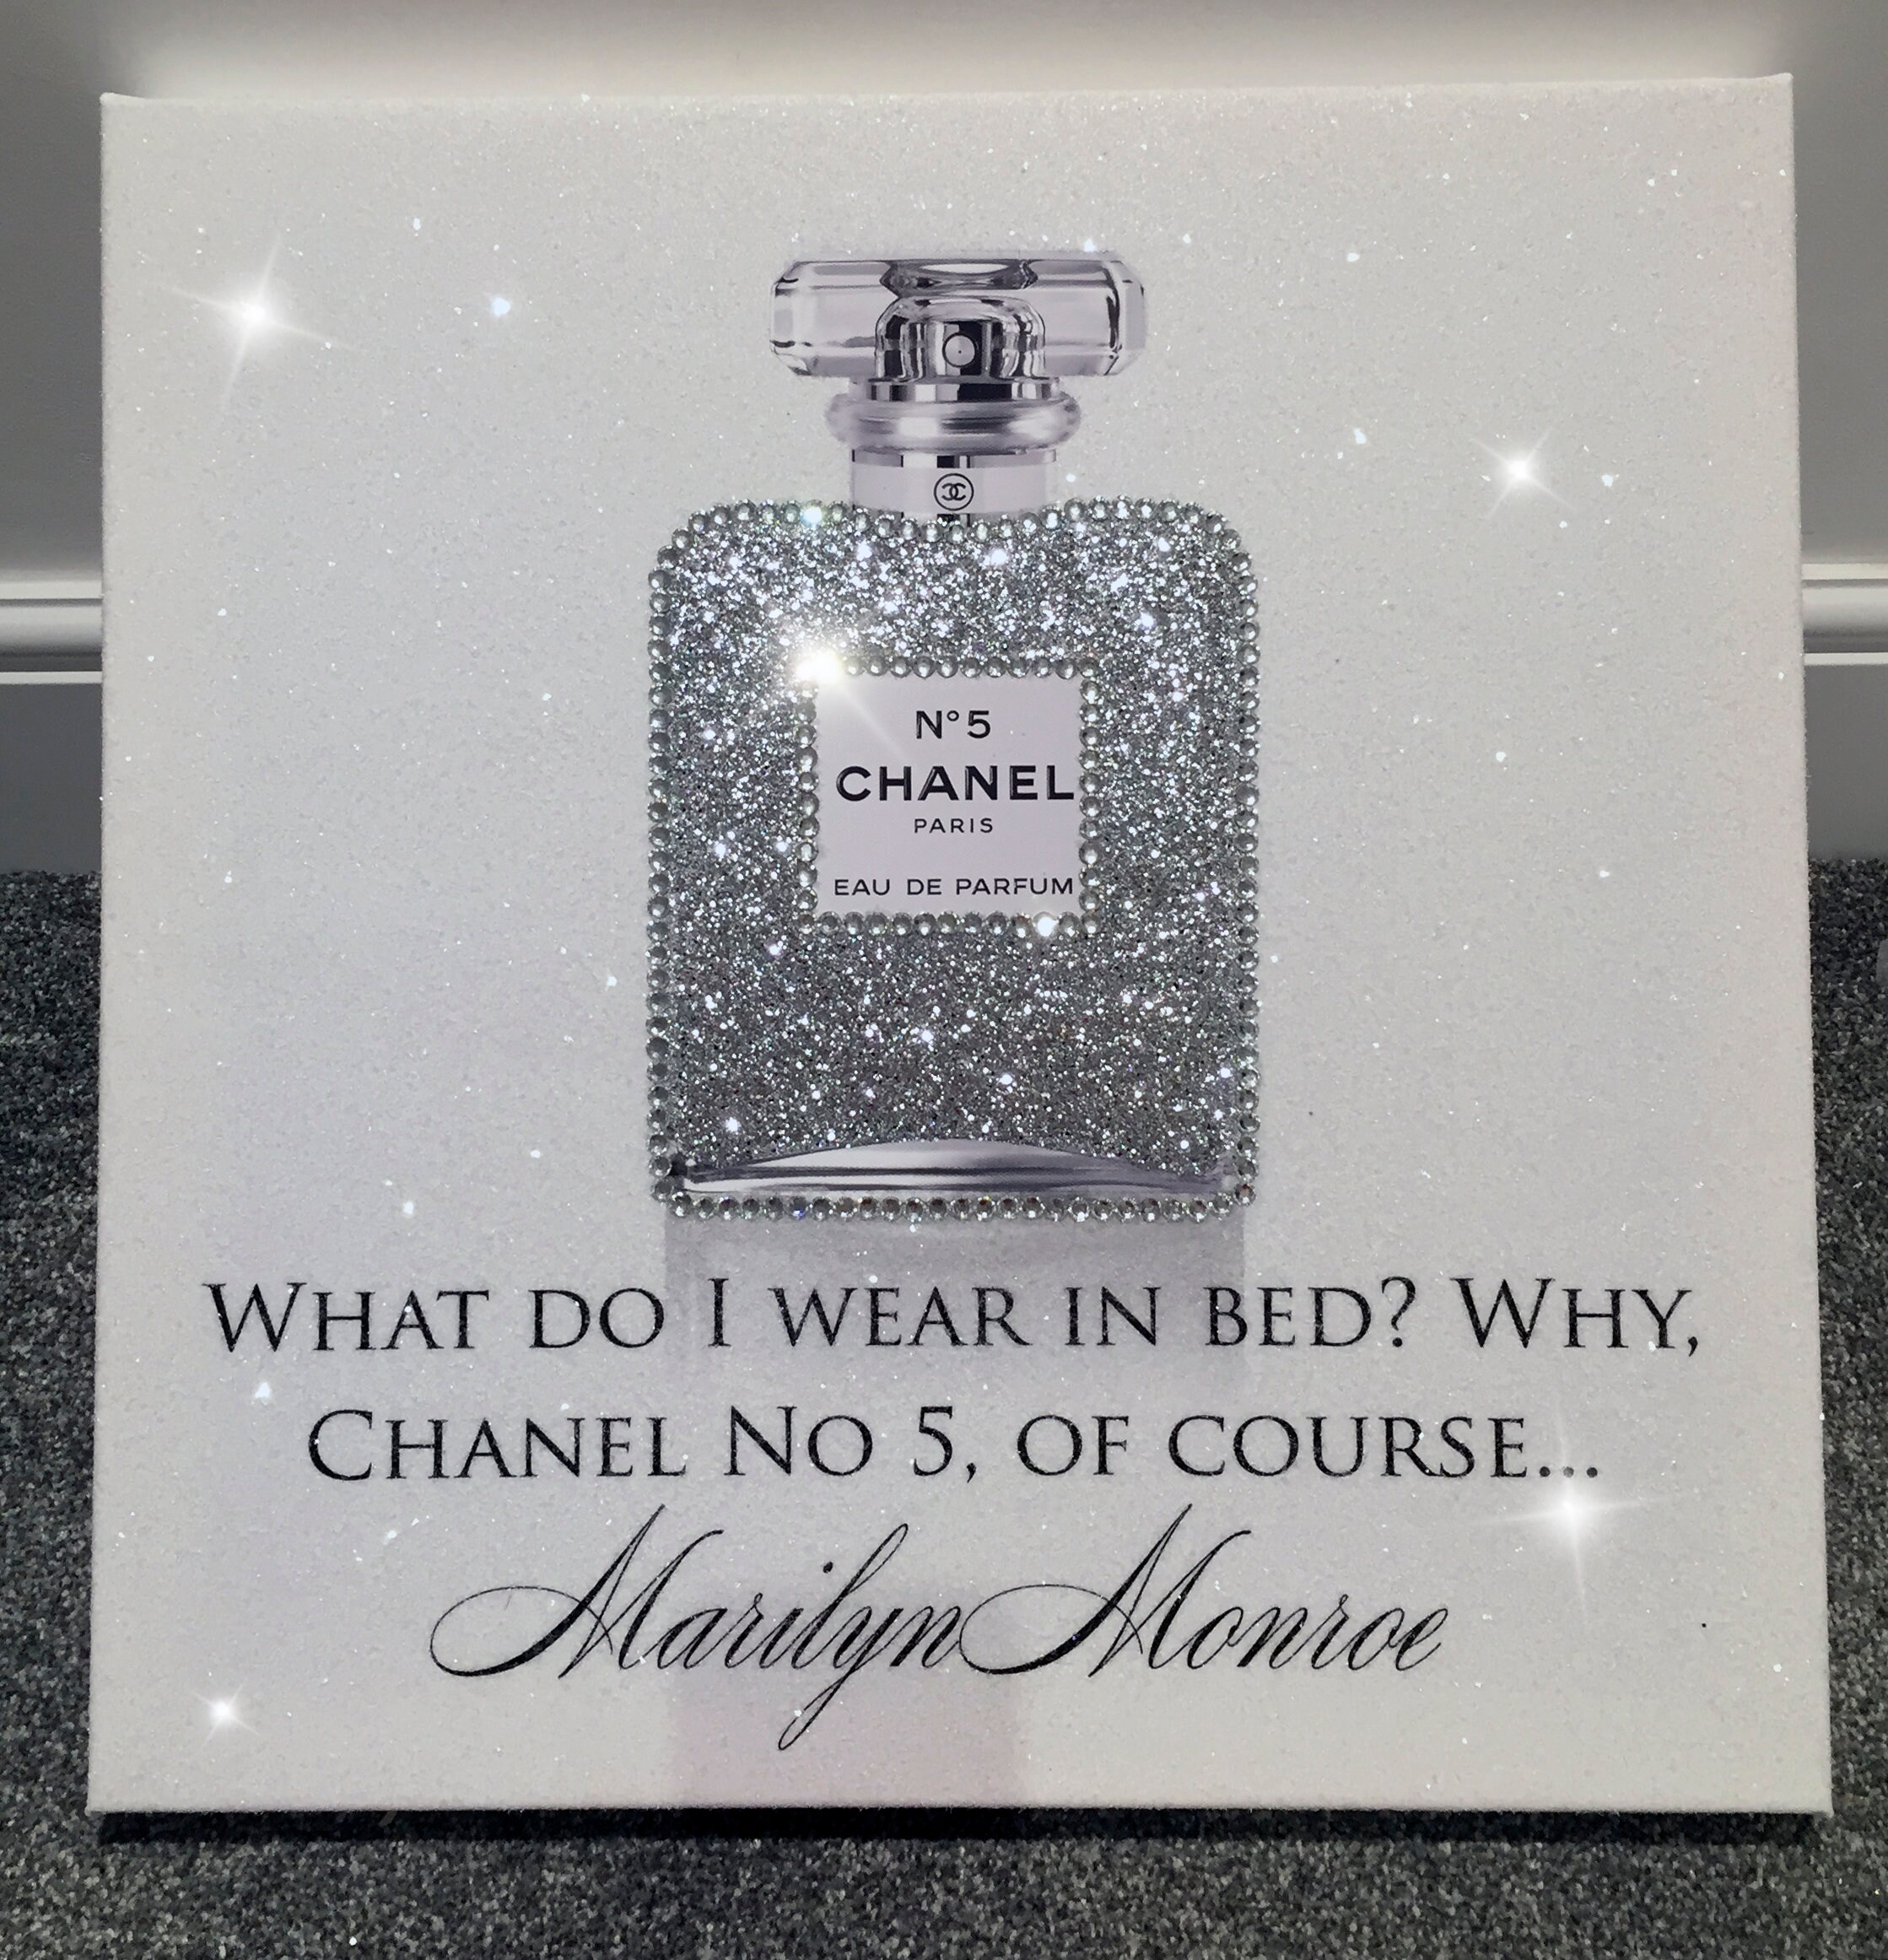 N°5
CHANEL
PARIS
EAU DE PARFUM
WHAT DO I WEAR IN BED? WHY,
CHANEL NO 5, OF COURSE...
Marilyn Monroe